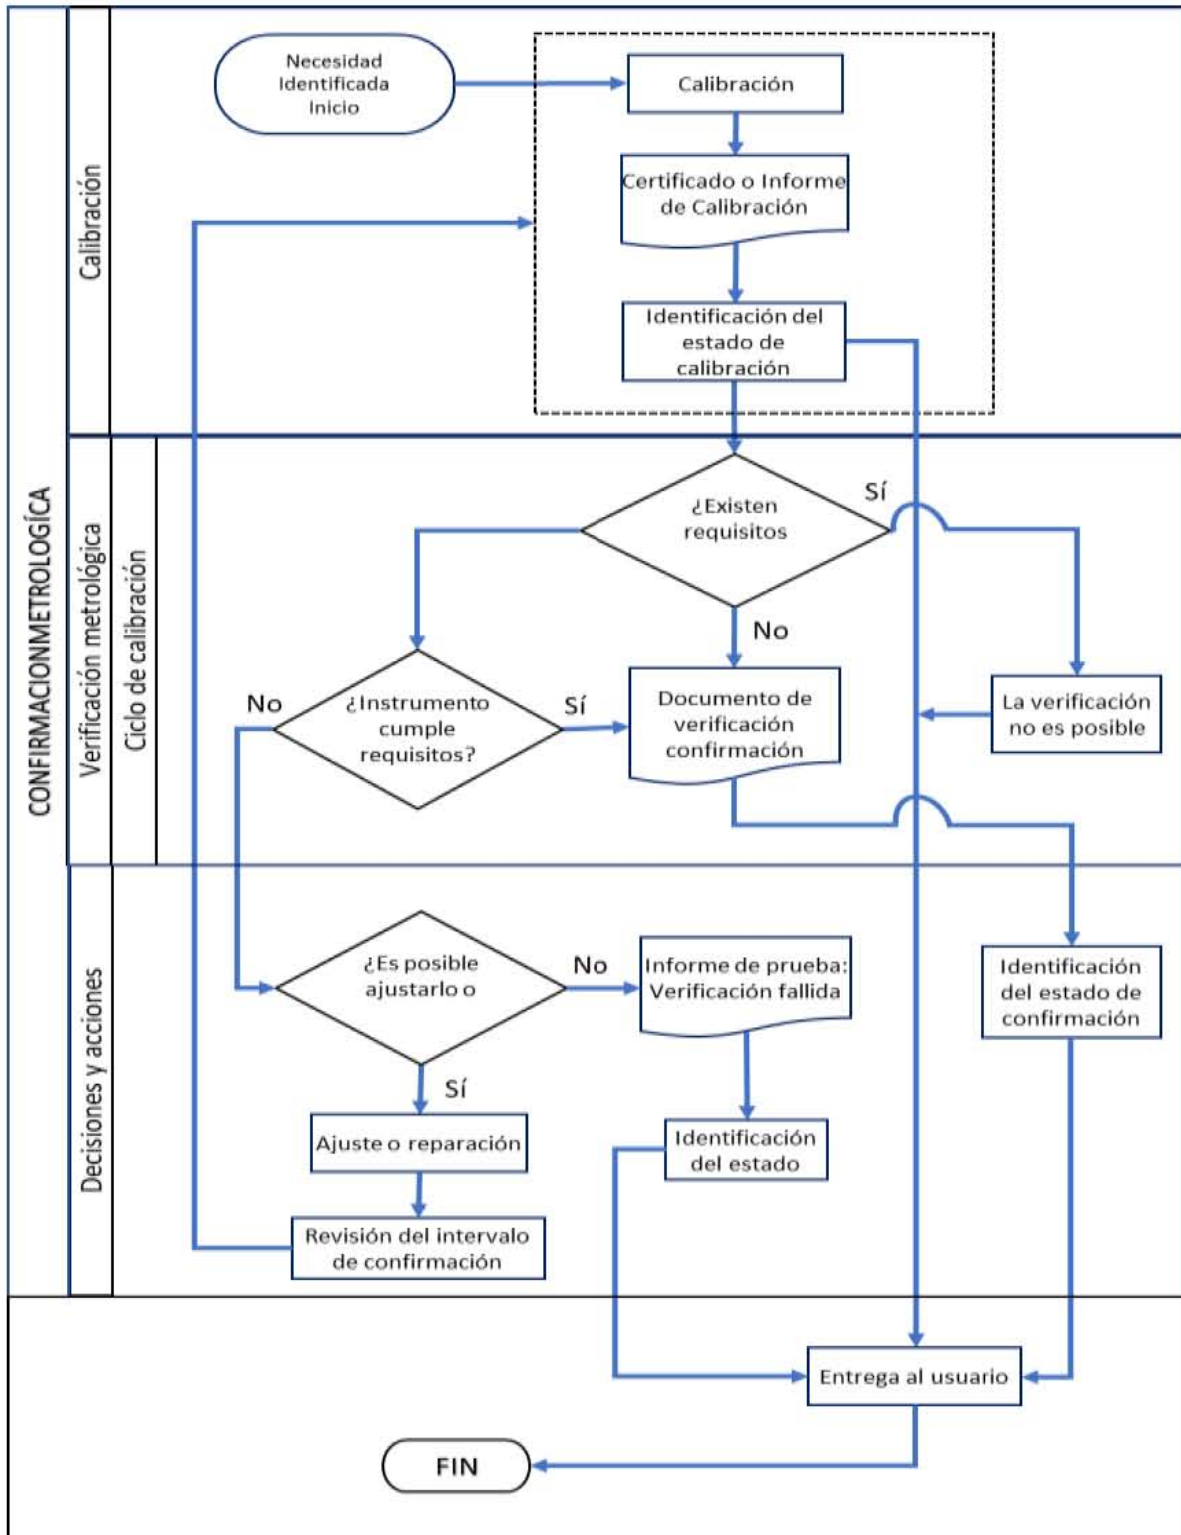 CONFIRMACIONMETROLOGÍCA
Calibración
Necesidad
Identificada
Inicio
Calibración
Certificado o Informe
de Calibración
Identificación del
estado de
calibración
Verificación metrológica
Ciclo de calibración
¿Existen
requisitos
Sí
No
No
¿Instrumento
cumple
requisitos?
Sí
Documento de
verificación
confirmación
La verificación
no es posible
Decisiones y acciones
¿Es posible
ajustarlo o
No
Informe de prueba:
Verificación fallida
Identificación
del estado de
confirmación
Sí
Ajuste o reparación
Identificación
del estado
Revisión del intervalo
de confirmación
Entrega al usuario
FIN